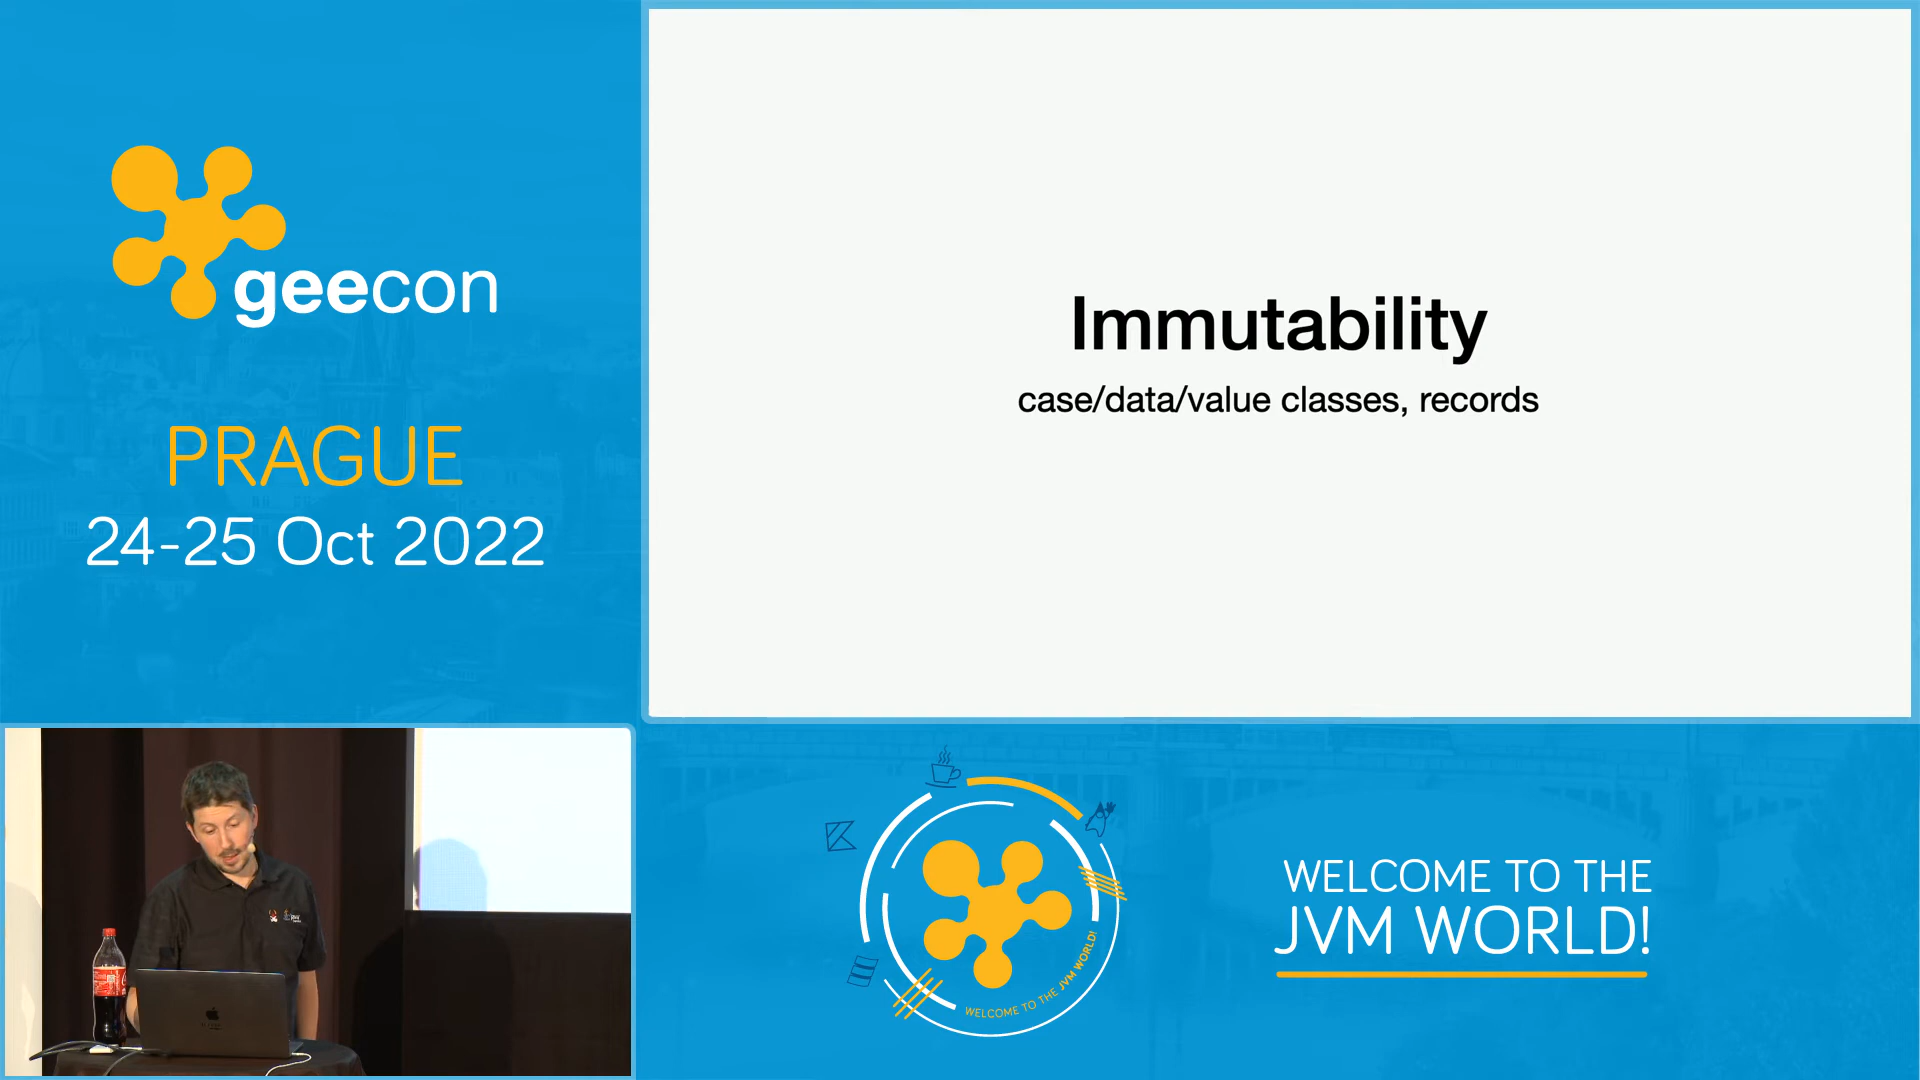 geecon
PRAGUE
24-25 Oct 2022
Immutability
case/data/value classes, records
WELCOME TO THE JVM WORLD!
WELCOME TO THE
JVM WORLD!